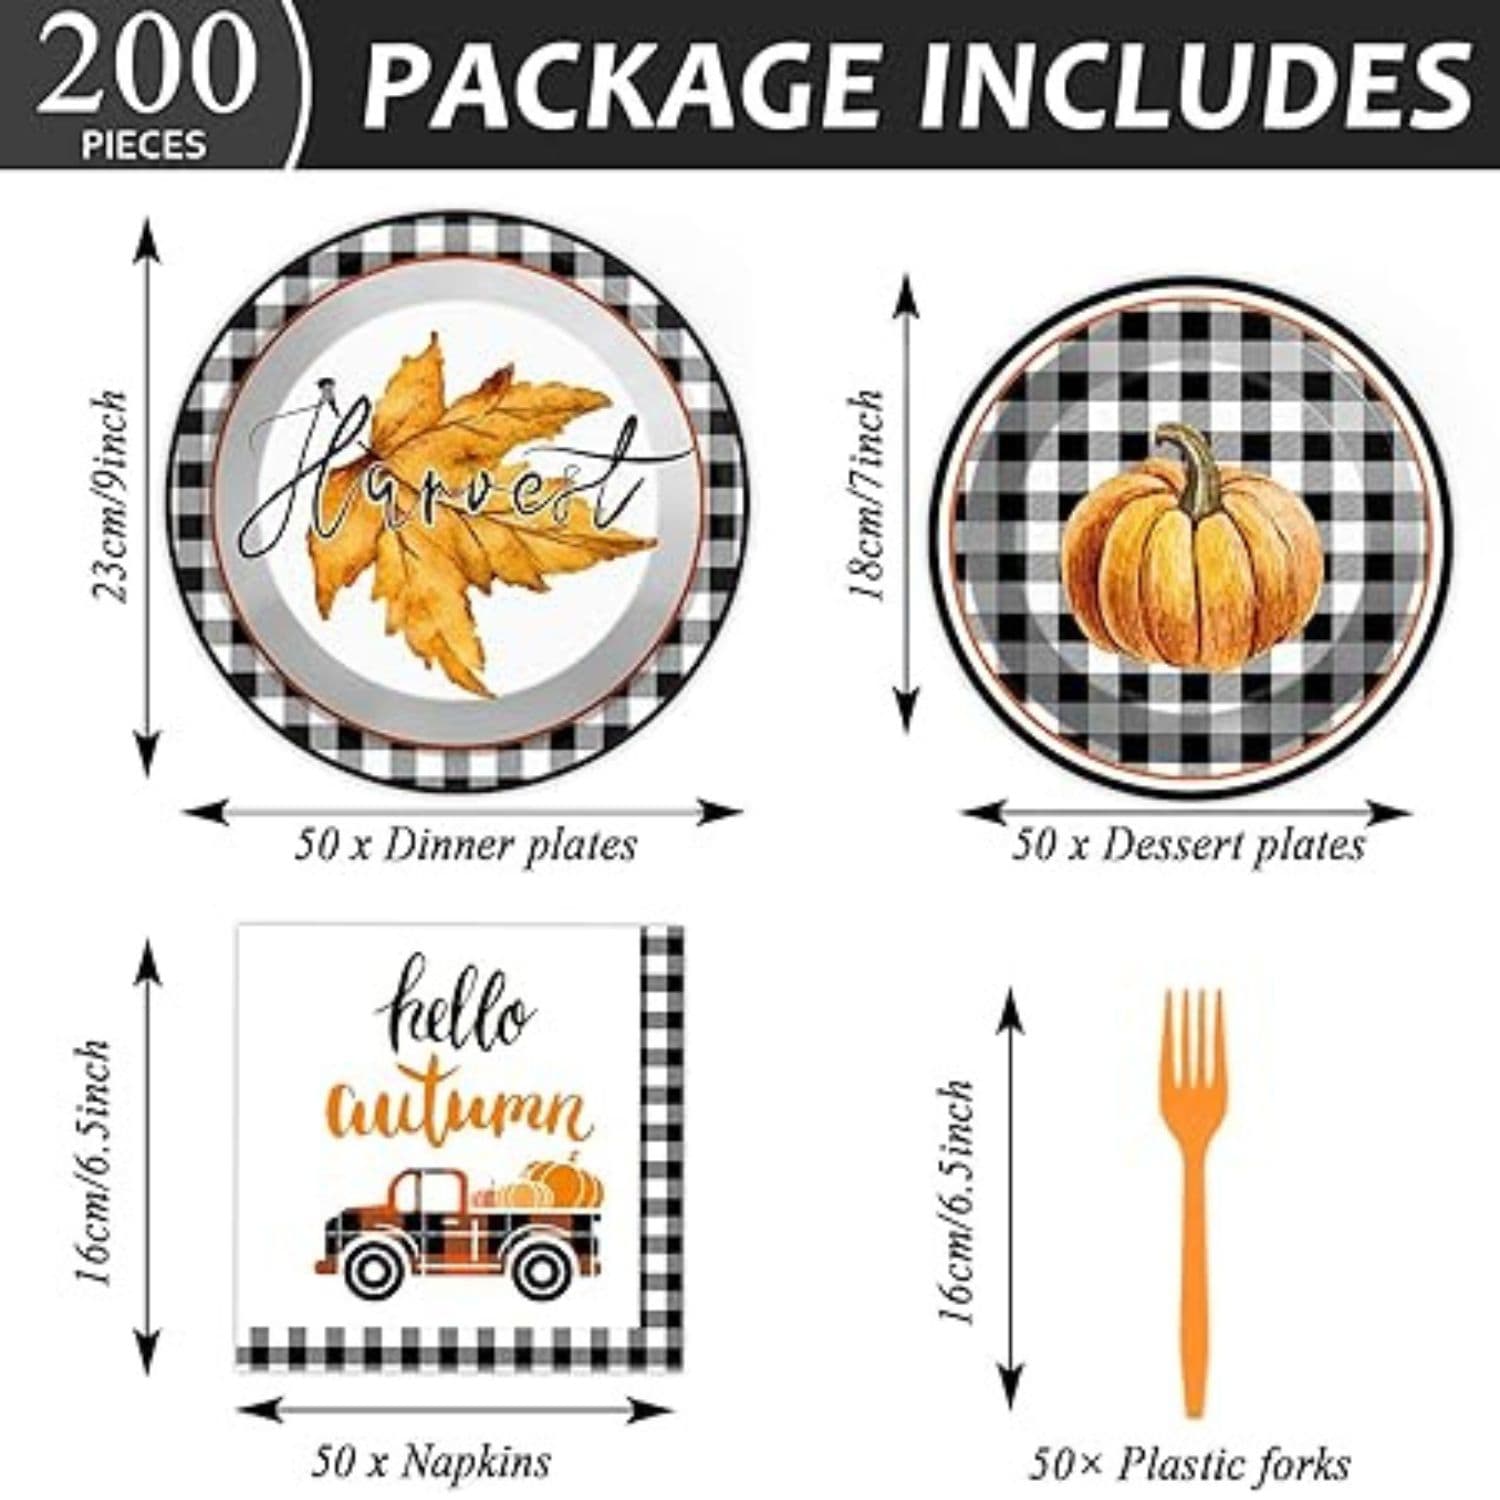 200
PIECES
PACKAGE INCLUDES
23cm/9inch
Harvest
50 x Dinner plates
18cm/7inch
50 x Dessert plates
16cm/6.5inch
hello
autumn
50 x Napkins
16cm/6.5inch
50× Plastic forks